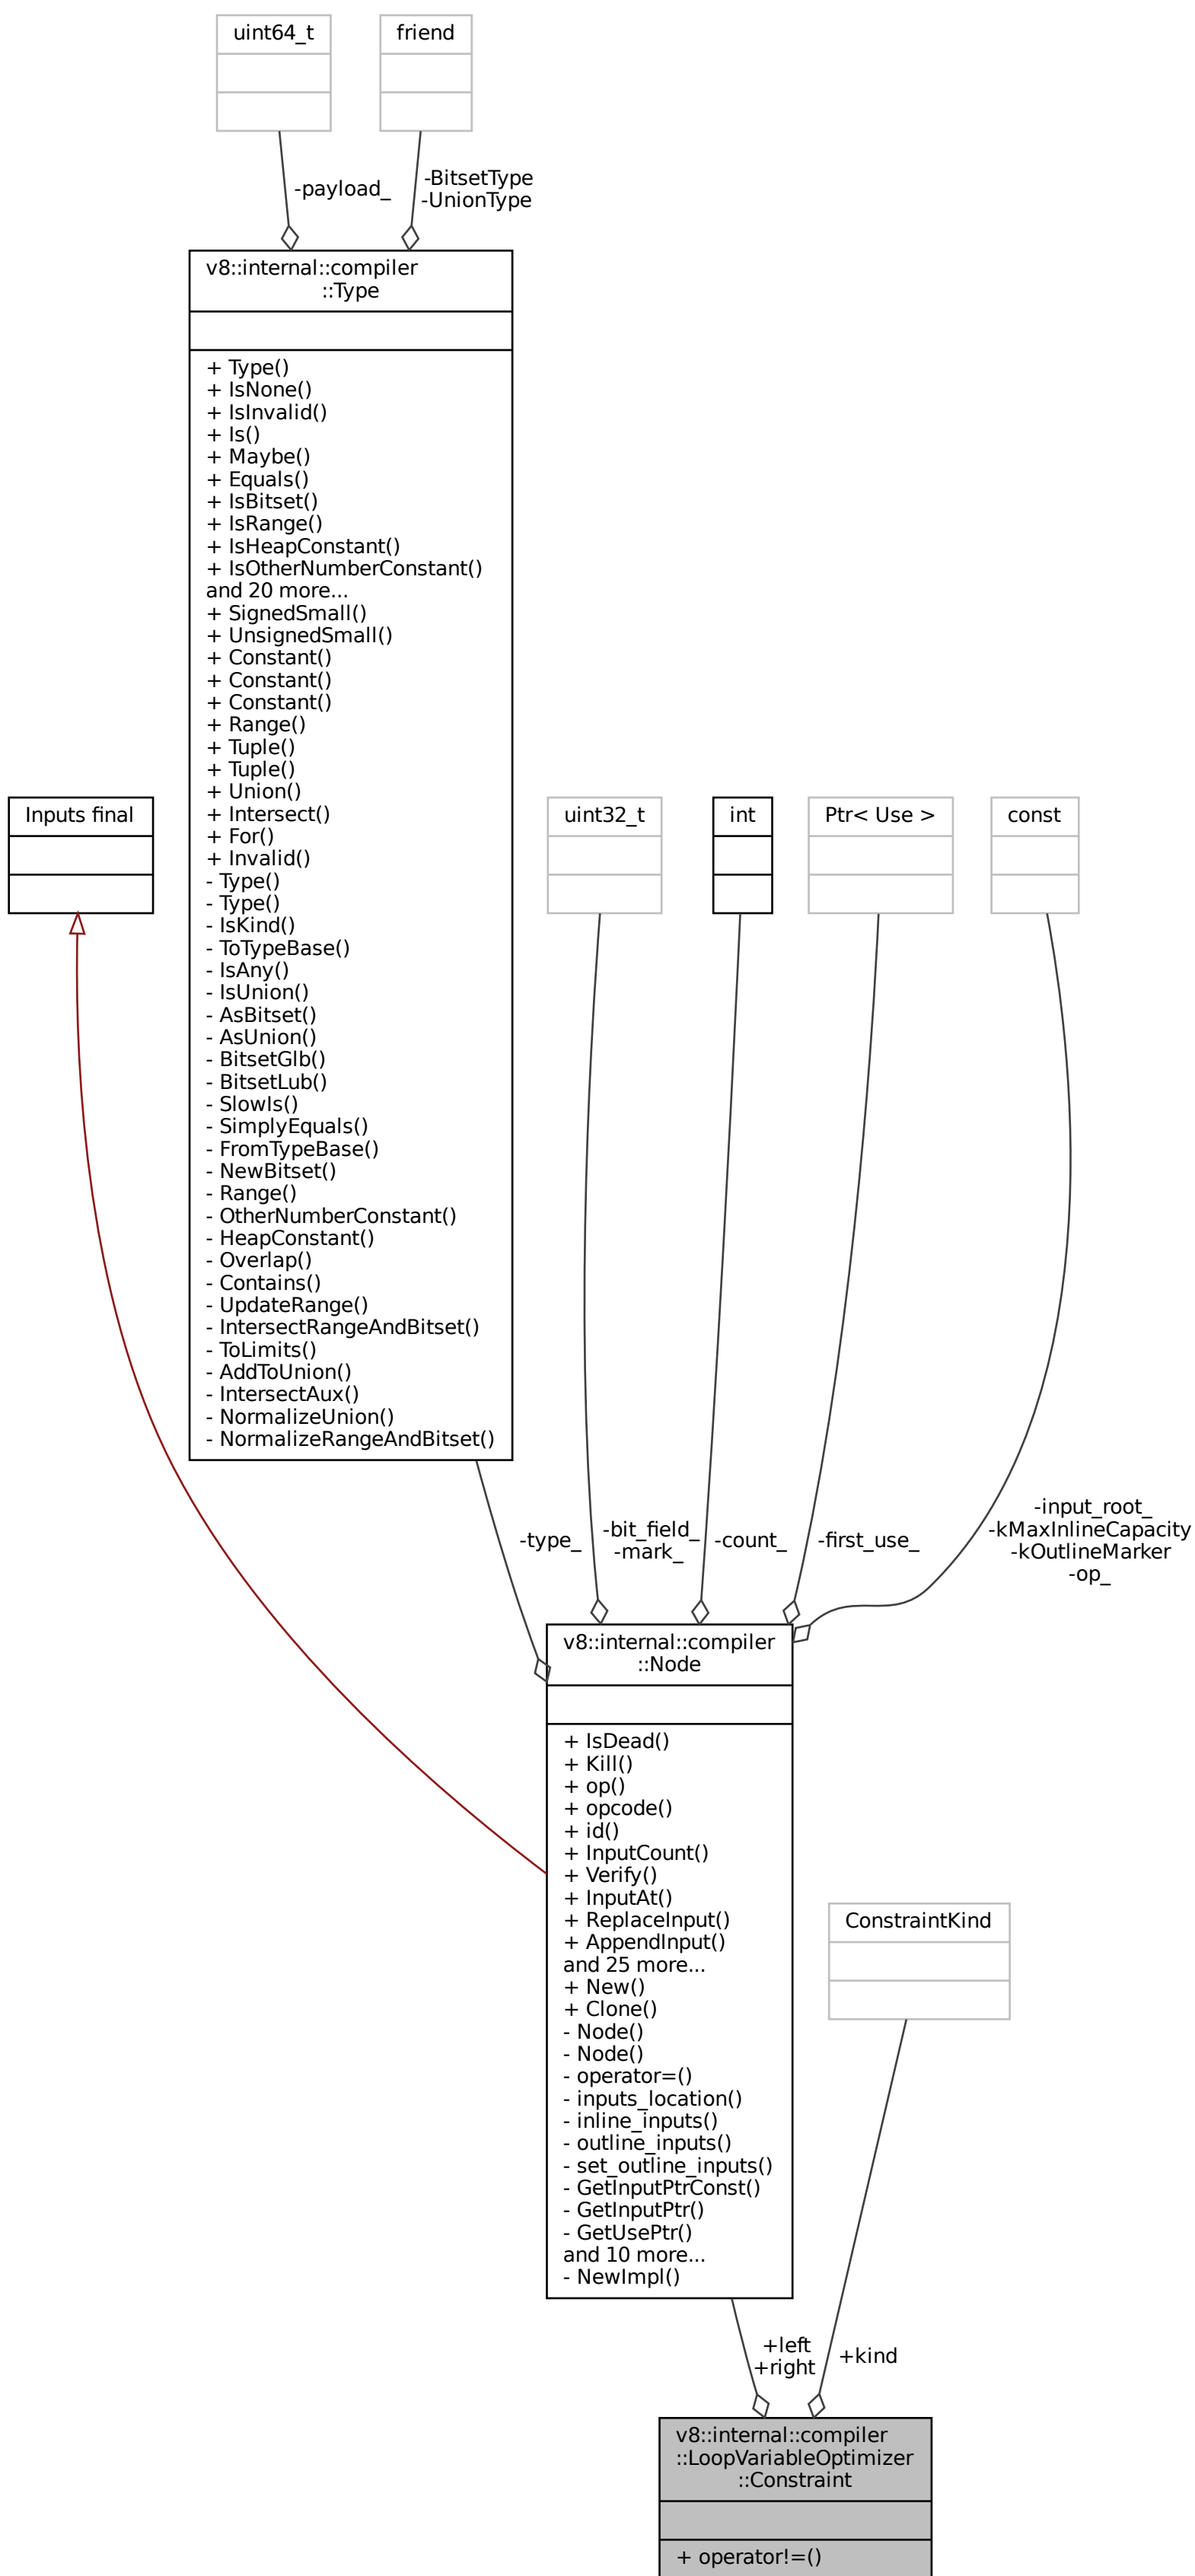 uint64_t
friend
-payload_
-BitsetType
-UnionType
v8::internal::compiler
::Type
+ Type()
+ IsNone()
+ IsInvalid()
+ Is()
+ Maybe()
+ Equals()
+ IsBitset()
+ IsRange()
+ IsHeapConstant()
+ IsOtherNumberConstant()
and 20 more...
+ SignedSmall()
+ UnsignedSmall()
+ Constant()
+ Constant()
+ Constant()
+ Range()
+ Tuple()
+ Tuple()
+ Union()
+ Intersect()
+ For()
+ Invalid()
- Type()
- Type()
- IsKind()
- ToTypeBase()
- IsAny()
- IsUnion()
- AsBitset()
- AsUnion()
- BitsetGlb()
- BitsetLub()
- SlowIs()
- SimplyEquals()
- FromTypeBase()
- NewBitset()
- Range()
- OtherNumberConstant()
- HeapConstant()
- Overlap()
- Contains()
- UpdateRange()
- IntersectRangeAndBitset()
- ToLimits()
- AddToUnion()
- IntersectAux()
- NormalizeUnion()
- NormalizeRangeAndBitset()
Inputs final
uint32_t
int
Ptr< Use >
const
-type_
-bit_field_
-mark_
-count_
-first_use_
-input_root_
-kMaxInlineCapacity
-kOutlineMarker
-op_
v8::internal::compiler
::Node
+ IsDead()
+ Kill()
+ op()
+ opcode()
+ id()
+ InputCount()
+ Verify()
+ InputAt()
+ ReplaceInput()
+ AppendInput()
and 25 more...
+ New()
+ Clone()
- Node()
- Node()
- operator=()
- inputs_location()
- inline_inputs()
- outline_inputs()
- set_outline_inputs()
- GetInputPtrConst()
- GetInputPtr()
- GetUsePtr()
and 10 more...
- NewImpl()
ConstraintKind
+left
+right
+kind
v8::internal::compiler
::LoopVariableOptimizer
::Constraint
+ operator!=()